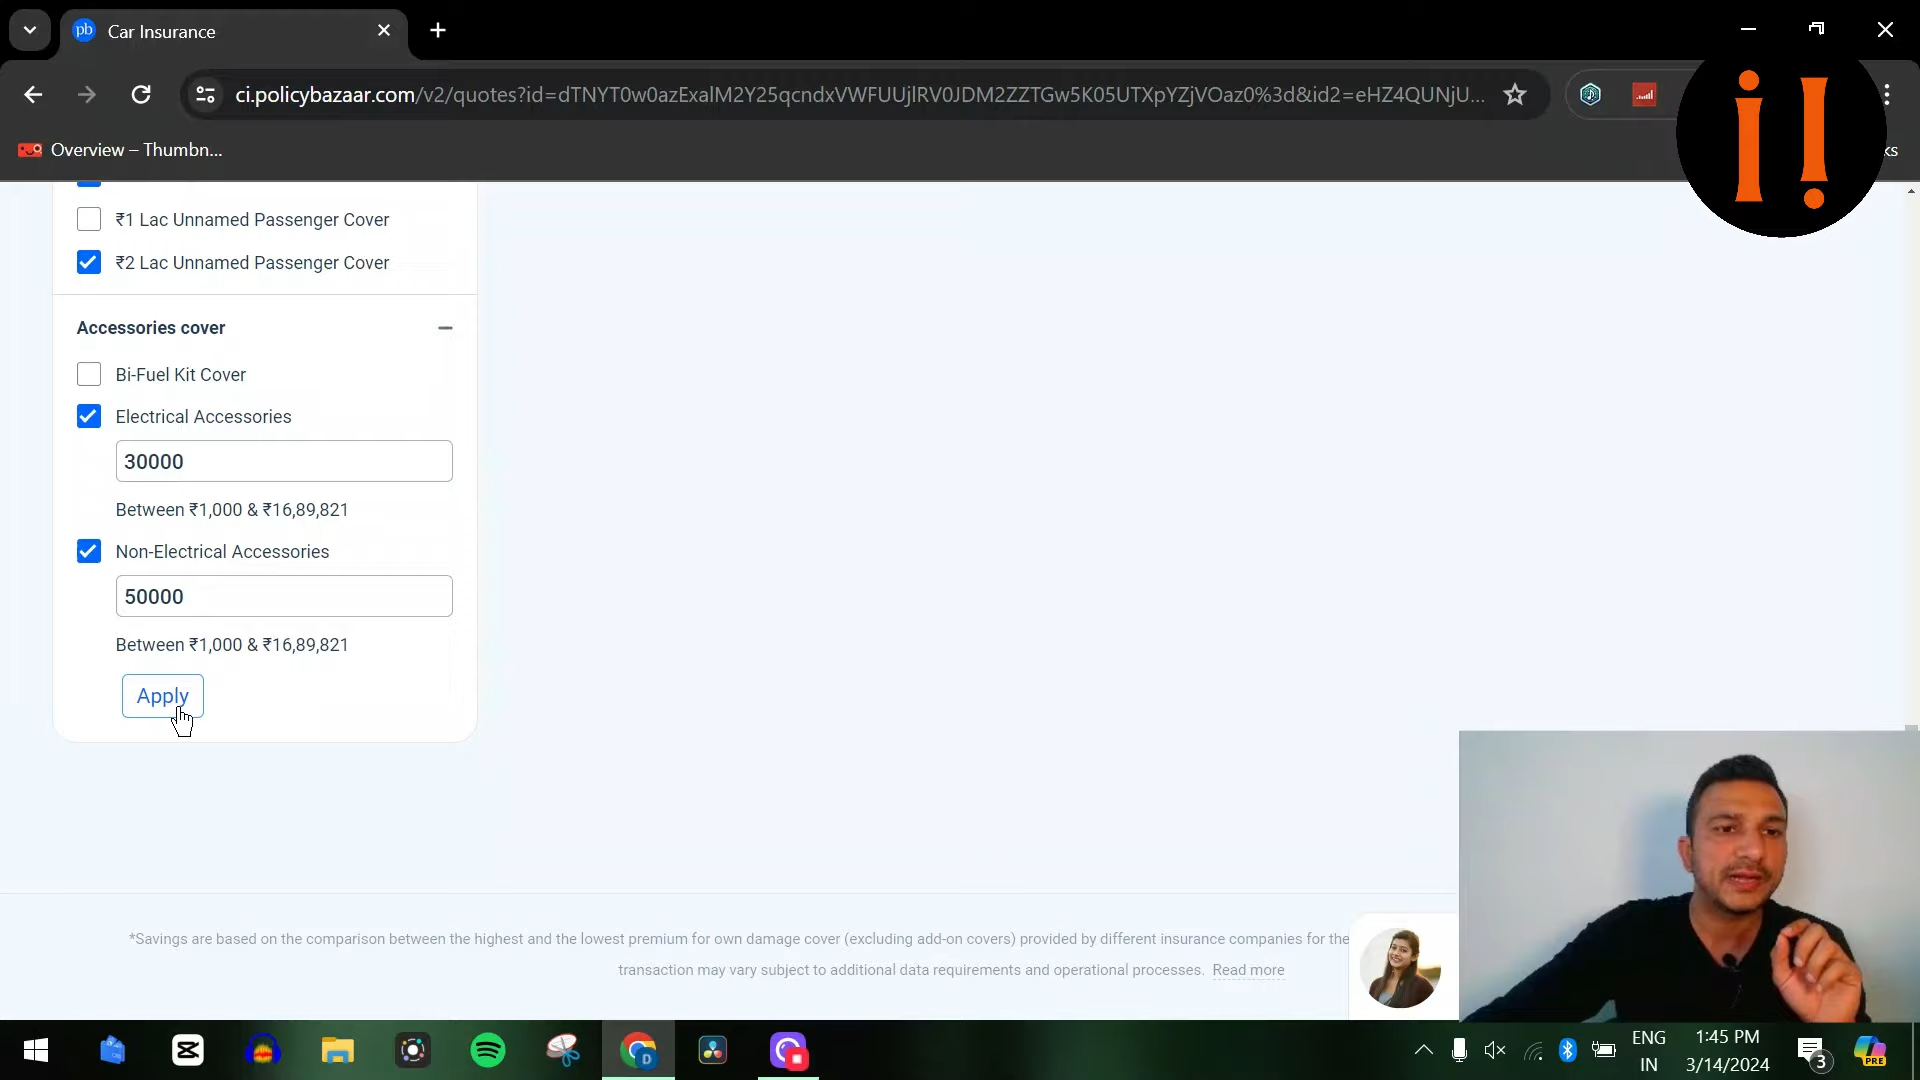 pb Car Insurance
ci.policybazaar.com/v2/quotes?id=dTNYT0w0azExalM2Y25qcndxVWFUUjlRV0JDM2ZZTGw5K05UTXpYZjVOaz0%3d&id2=eHZ4QUNjU...
Overview – Thumbn...
ks
₹1 Lac Unnamed Passenger Cover
₹2 Lac Unnamed Passenger Cover
Accessories cover
Bi-Fuel Kit Cover
Electrical Accessories
30000
Between ₹1,000 & ₹16,89,821
Non-Electrical Accessories
50000
Between ₹1,000 & ₹16,89,821
Apply
*Savings are based on the comparison between the highest and the lowest premium for own damage cover (excluding add-on covers) provided by different insurance companies for the
transaction may vary subject to additional data requirements and operational processes. Read more
D
ENG
IN
1:45 PM
3/14/2024
3
PRE